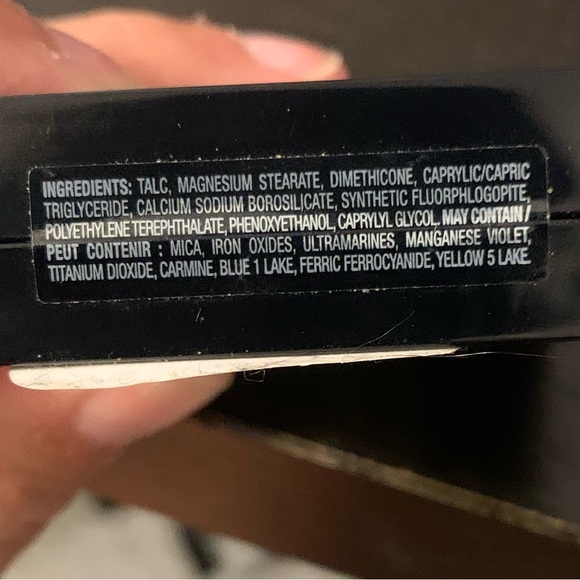 INGREDIENTS: TALC, MAGNESIUM STEARATE, DIMETHICONE, CAPRYLIC/CAPRIC
TRIGLYCERIDE, CALCIUM SODIUM BOROSILICATE, SYNTHETIC FLUORPHLOGOPITE,
POLYETHYLENE TEREPHTHALATE, PHENOXYETHANOL, CAPRYLYL GLYCOL, MAY CONTAIN /
PEUT CONTENIR : MICA, IRON OXIDES, ULTRAMARINES, MANGANESE VIOLET,
TITANIUM DIOXIDE, CARMINE, BLUE 1 LAKE, FERRIC FERROCYANIDE, YELLOW 5 LAKE